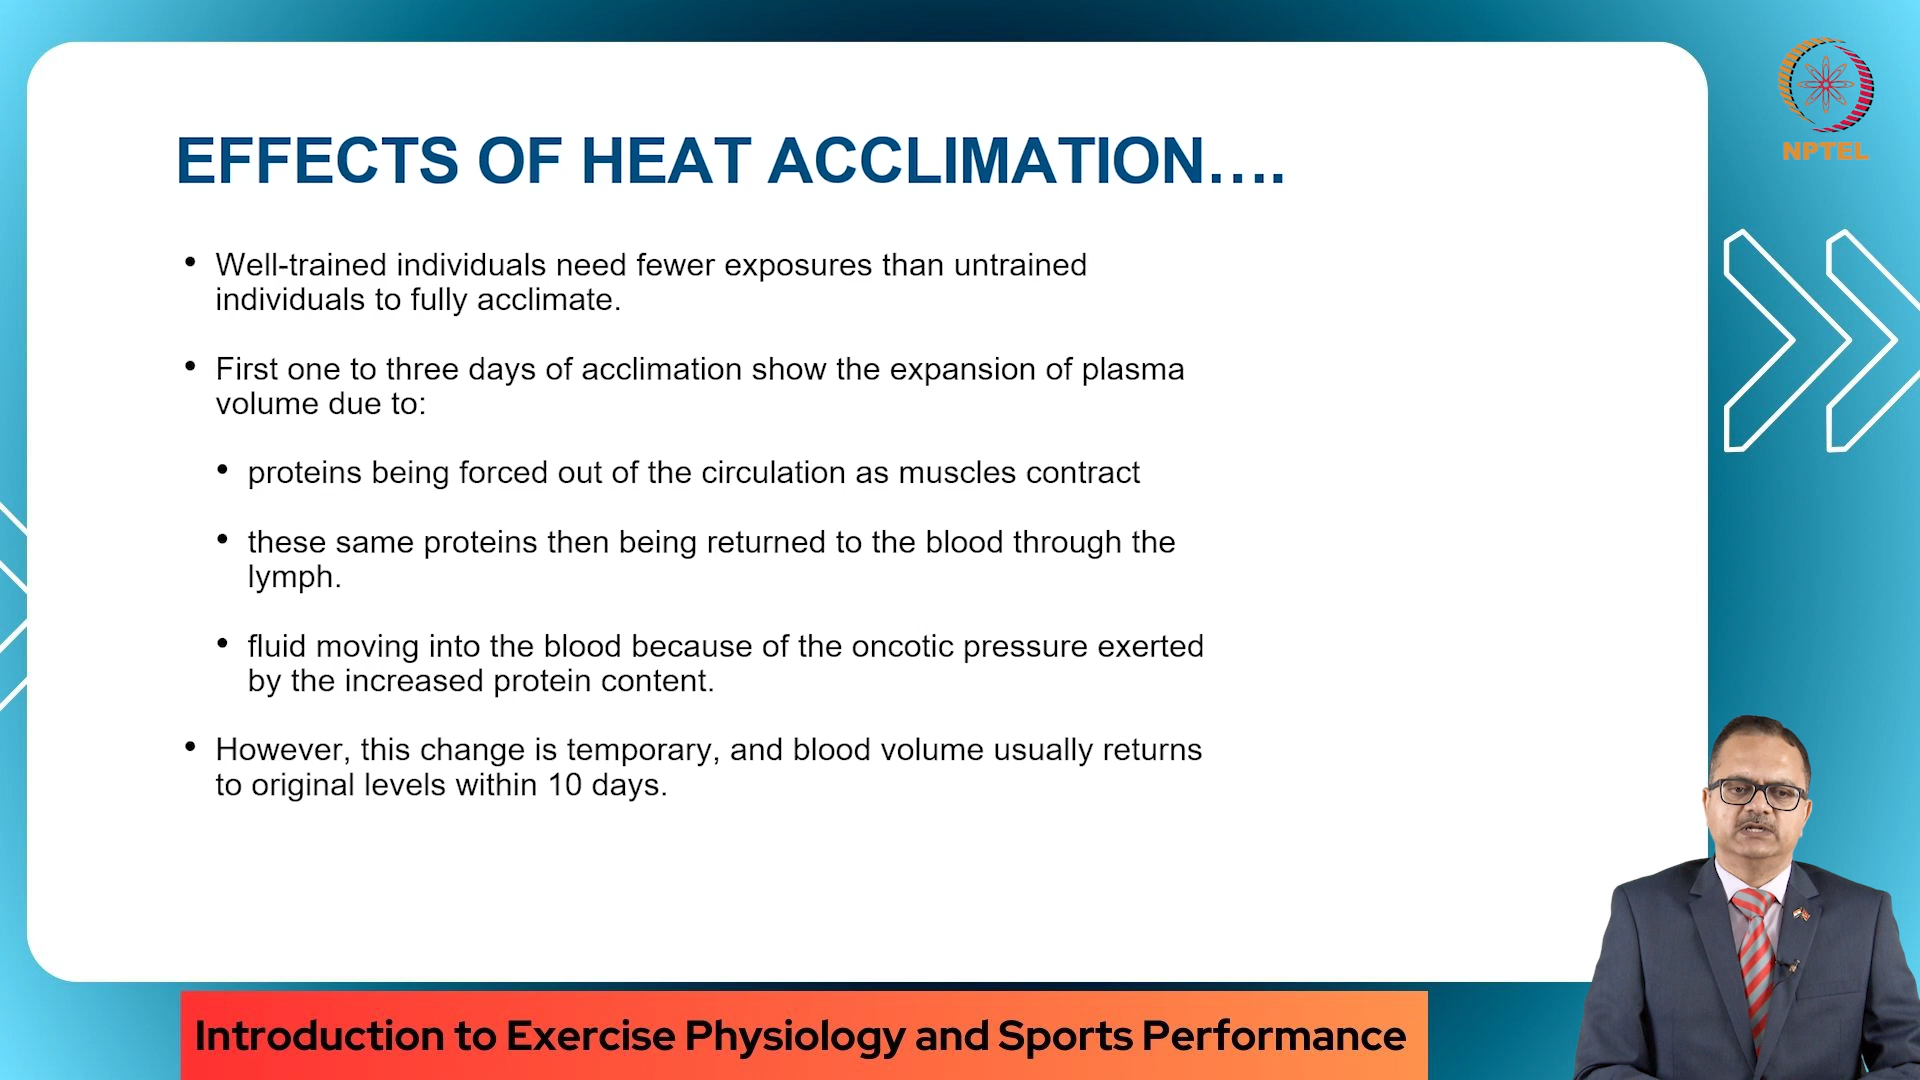 NPTEL
EFFECTS OF HEAT ACCLIMATION....
• Well-trained individuals need fewer exposures than untrained
individuals to fully acclimate.
• First one to three days of acclimation show the expansion of plasma
volume due to:
• proteins being forced out of the circulation as muscles contract
• these same proteins then being returned to the blood through the
lymph.
• fluid moving into the blood because of the oncotic pressure exerted
by the increased protein content.
• However, this change is temporary, and blood volume usually returns
to original levels within 10 days.
Introduction to Exercise Physiology and Sports Performance